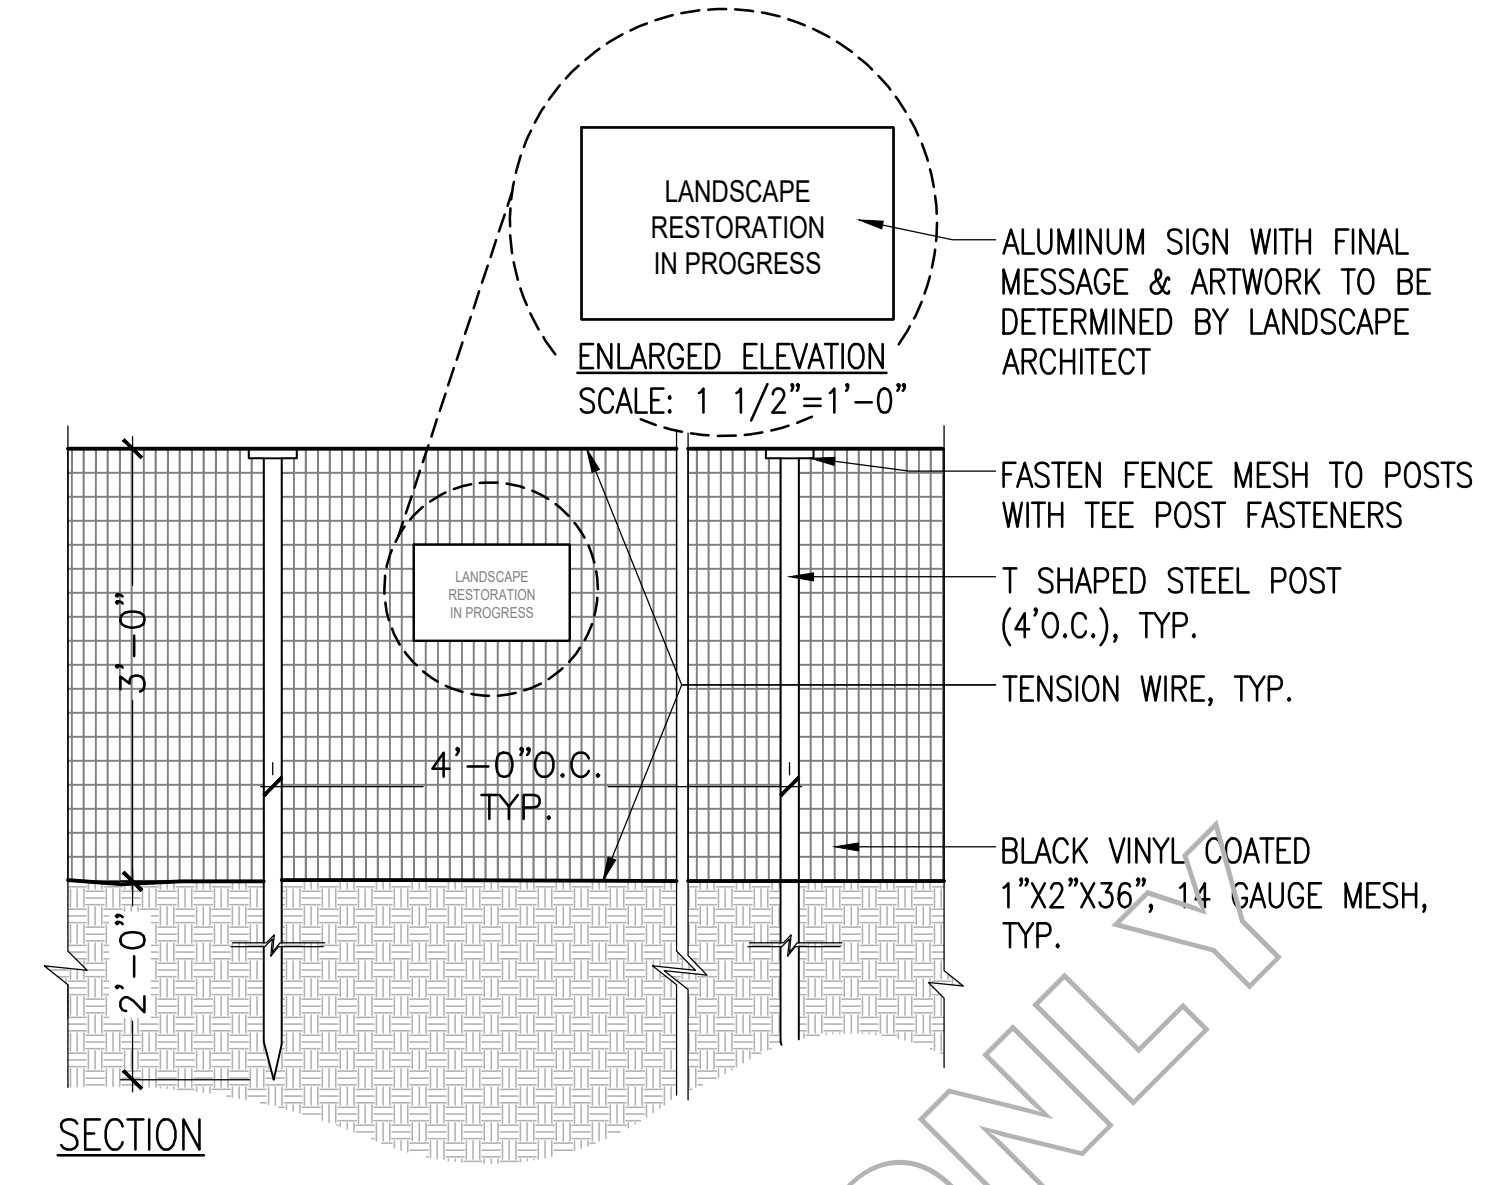 LANDSCAPE
RESTORATION
IN PROGRESS
ENLARGED ELEVATION
SCALE: 1 1/2"=1'-0"
ALUMINUM SIGN WITH FINAL
MESSAGE & ARTWORK TO BE
DETERMINED BY LANDSCAPE
ARCHITECT
FASTEN FENCE MESH TO POSTS
WITH TEE POST FASTENERS
T SHAPED STEEL POST
(4'O.C.), TYP.
TENSION WIRE, TYP.
BLACK VINYL COATED
1"X2"X36", 14 GAUGE MESH,
TYP.
LANDSCAPE
RESTORATION
IN PROGRESS
3'-0"
4'-0"O.C.
TYP.
2'-0"
SECTION
ONLY